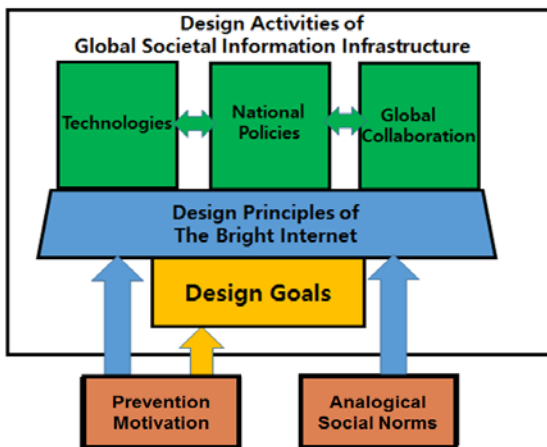 Design Activities of
Global Societal Information Infrastructure
Technologies
National
Policies
Global
Collaboration
Design Principles of
The Bright Internet
Design Goals
Prevention
Motivation
Analogical
Social Norms